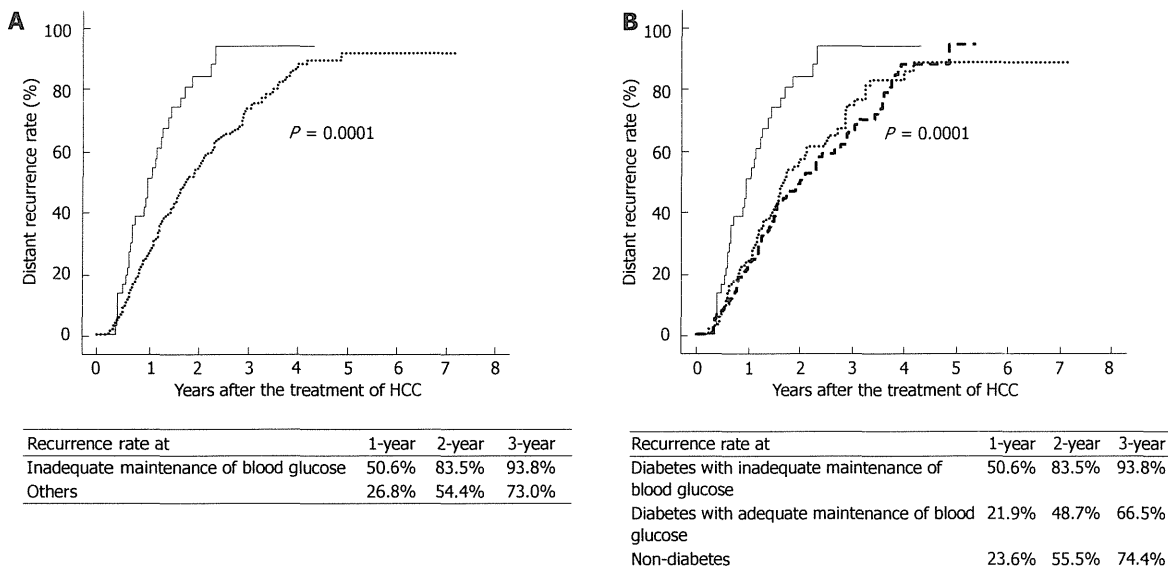 A
100
80
60
40
20
0
Distant recurrence rate (%)
P = 0.0001
0 1 2 3 4 5 6 7 8
Years after the treatment of HCC
Recurrence rate at 1-year 2-year 3-year
Inadequate maintenance of blood glucose 50.6% 83.5% 93.8%
Others 26.8% 54.4% 73.0%
B
100
80
60
40
20
0
Distant recurrence rate (%)
P = 0.0001
0 1 2 3 4 5 6 7 8
Years after the treatment of HCC
Recurrence rate at 1-year 2-year 3-year
Diabetes with inadequate maintenance of 50.6% 83.5% 93.8%
blood glucose
Diabetes with adequate maintenance of blood 21.9% 48.7% 66.5%
glucose
Non-diabetes 23.6% 55.5% 74.4%